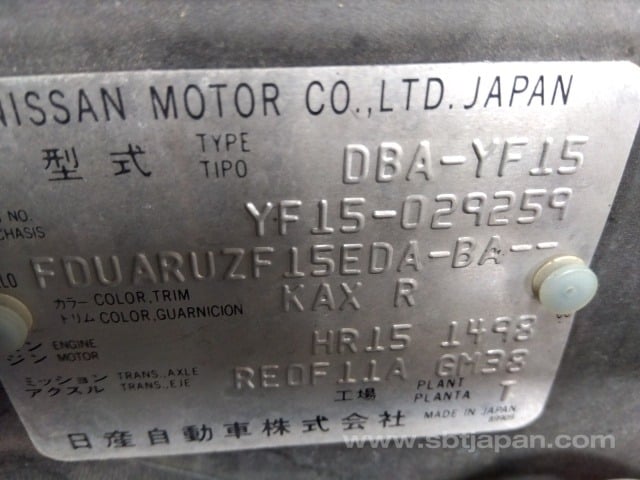 NISSAN MOTOR CO.,LTD. JAPAN
型式 TYPE TIPO DBA-YF15
NO. CHASIS YF15-029259
FDUARUZF15EDA-BA--
カラー COLOR,TRIM KAX R
トリム COLOR,GUARNICION
ENGINE HR15 1498
ジン MOTOR
ミッション TRANS.,AXLE RE0F11A GM38
アクスル TRANS.,EJE
工場 PLANT PLANTA T
日産自動車株式会社 MADE IN JAPAN
www.sbtjapan.com